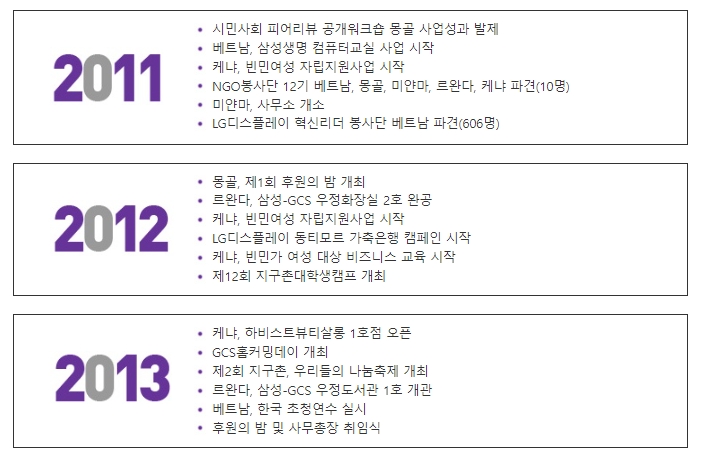 2011
시민사회 피어리뷰 공개워크숍 몽골 사업성과 발제
베트남, 삼성생명 컴퓨터교실 사업 시작
케냐, 빈민여성 자립지원사업 시작
NGO봉사단 12기 베트남, 몽골, 미얀마, 르완다, 케냐 파견(10명)
미얀마, 사무소 개소
LG디스플레이 혁신리더 봉사단 베트남 파견(606명)
2012
몽골, 제1회 후원의 밤 개최
르완다, 삼성-GCS 우정화장실 2호 완공
케냐, 빈민여성 자립지원사업 시작
LG디스플레이 동티모르 가축은행 캠페인 시작
케냐, 빈민가 여성 대상 비즈니스 교육 시작
제12회 지구촌대학생캠프 개최
2013
케냐, 하비스트뷰티살롱 1호점 오픈
GCS홈커밍데이 개최
제2회 지구촌, 우리들의 나눔축제 개최
르완다, 삼성-GCS 우정도서관 1호 개관
베트남, 한국 초청연수 실시
후원의 밤 및 사무총장 취임식